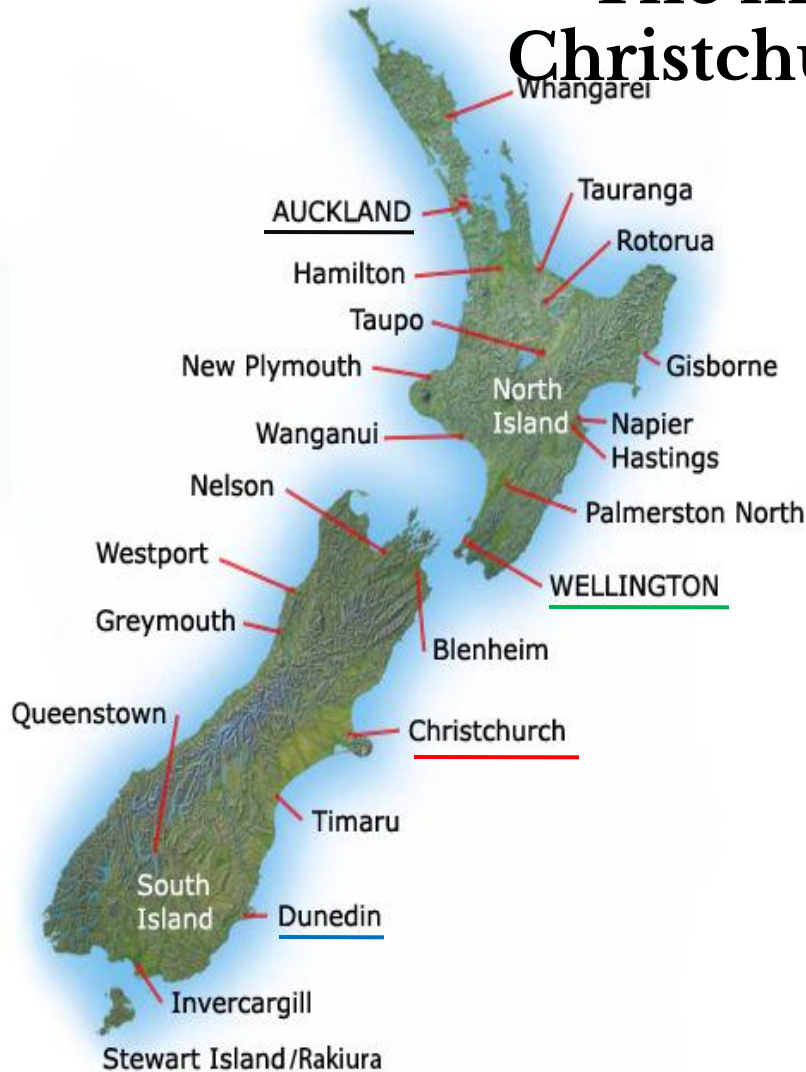 The
Christchu
Whangarei
Tauranga
AUCKLAND
Rotorua
Hamilton
Taupo
New Plymouth
Gisborne
North
Island
Napier
Wanganui
Hastings
Nelson
Palmerston North
Westport
WELLINGTON
Greymouth
Blenheim
Queenstown
Christchurch
Timaru
South
Island
Dunedin
Invercargill
Stewart Island/Rakiura